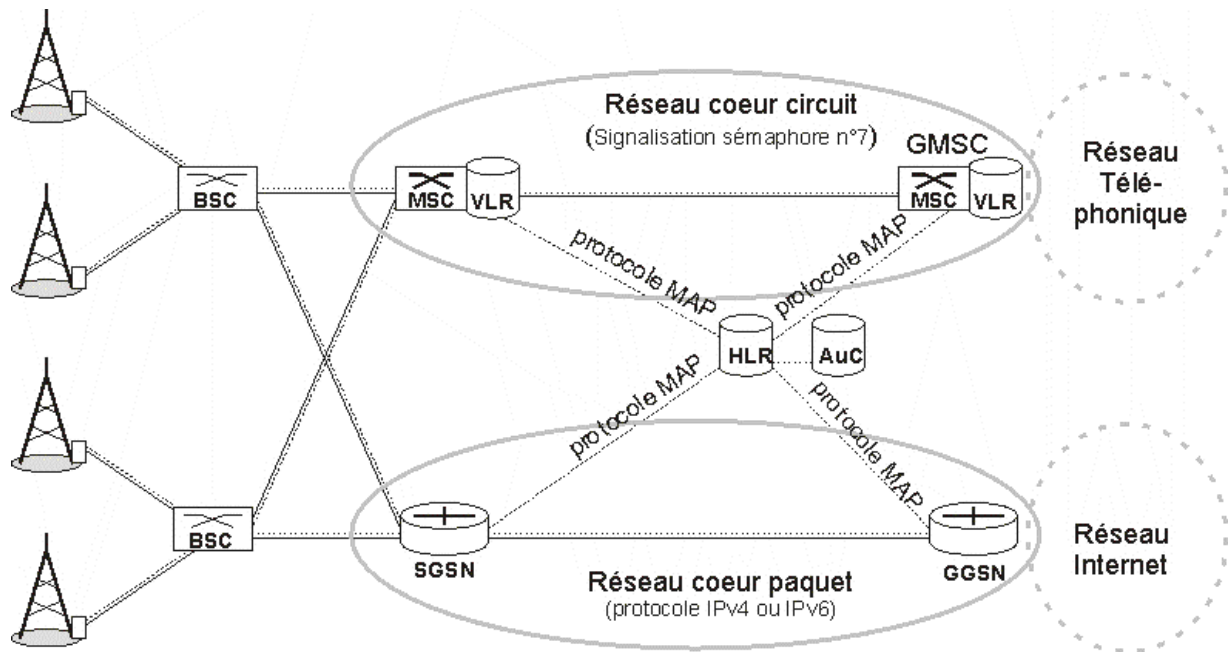 Réseau coeur circuit
(Signalisation sémaphore n°7)
GMSC
Réseau
Télé-
phonique
BSC
MSC
VLR
MSC
VLR
protocole MAP
protocole MAP
HLR
AuC
protocole MAP
protocole MAP
BSC
SGSN
GGSN
Réseau coeur paquet
(protocole IPv4 ou IPv6)
Réseau
Internet